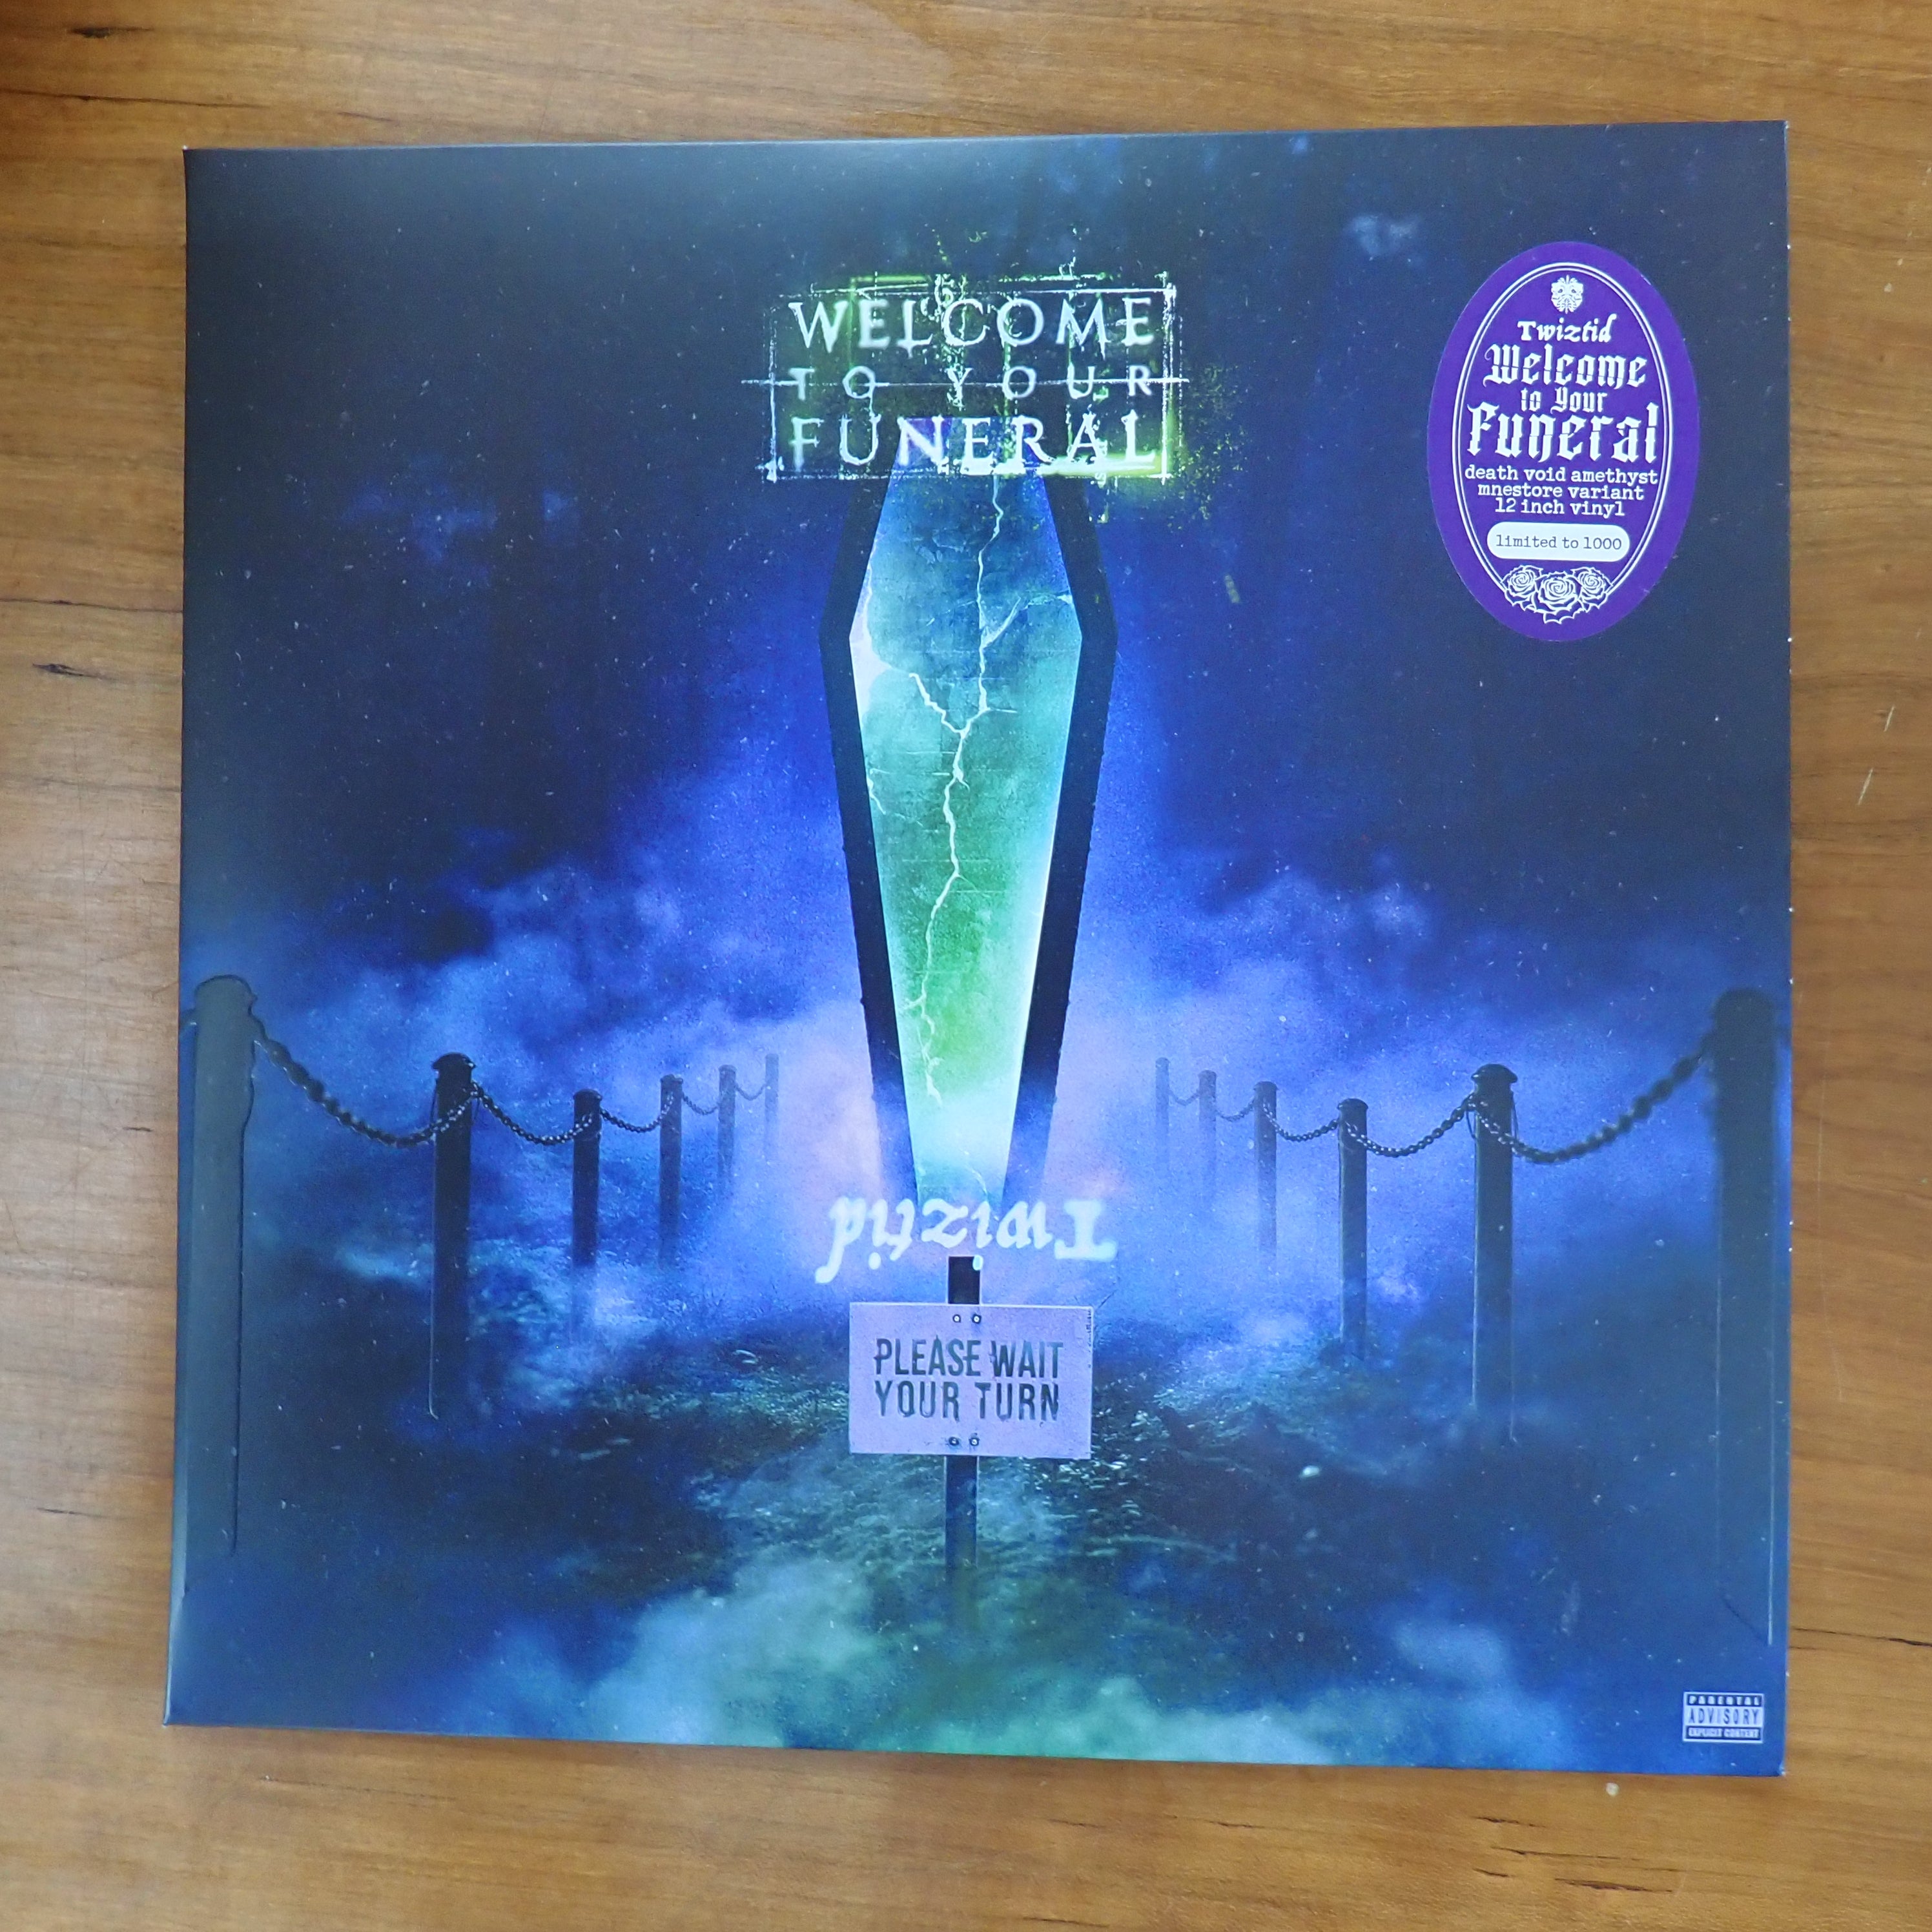 WELCOME
TO YOUR
FUNERAL
Twiztid
Welcome
to Your
Funeral
death void amethyst
mnestore variant
12 inch vinyl
limited to 1000
Twiztid
PLEASE WAIT
YOUR TURN
PARENTAL
ADVISORY
EXPLICIT CONTENT